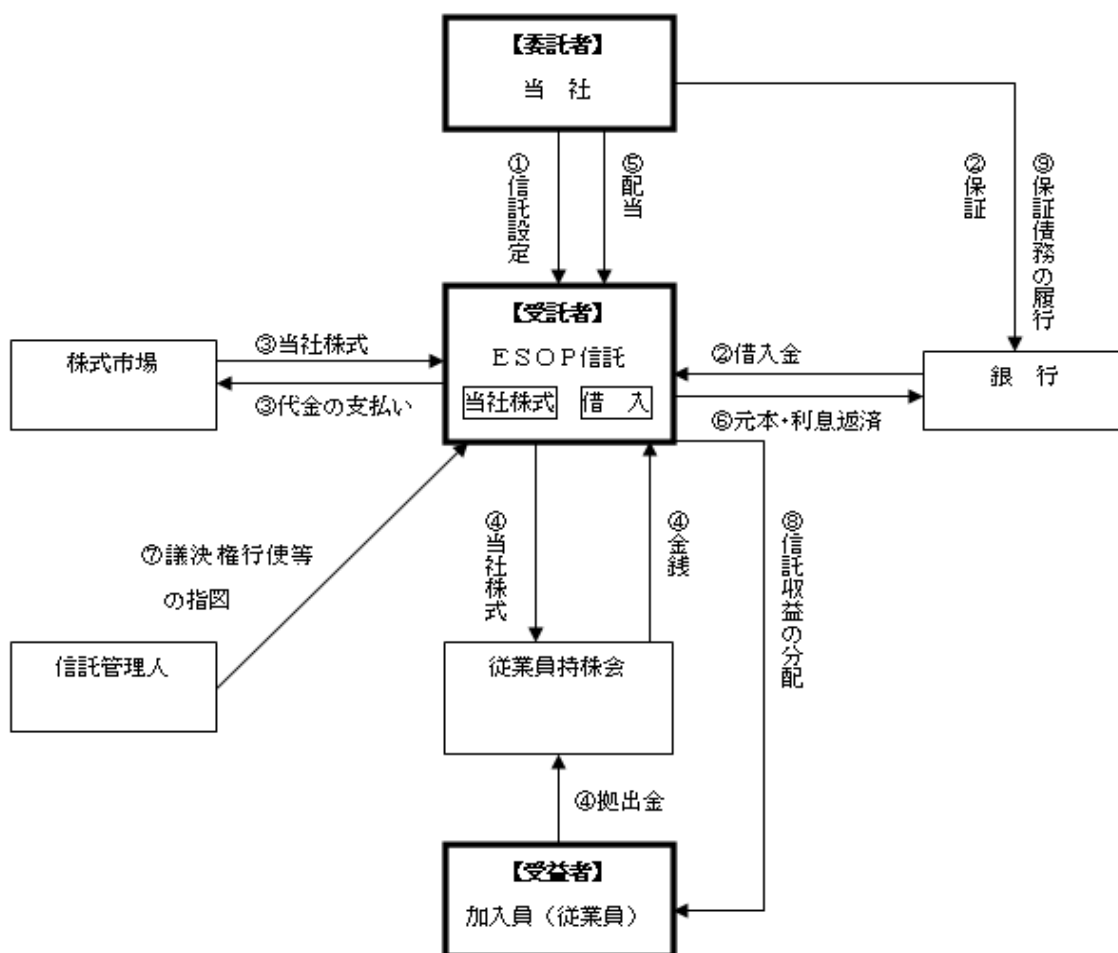 【委託者】
当　社
①信託設定
⑤配当
②保証
⑨保証債務の履行
【受託者】
ＥＳＯＰ信託
当社株式
借　入
株式市場
③当社株式
③代金の支払い
②借入金
⑥元本・利息返済
銀　行
⑦議決権行使等
の指図
④当社株式
④金銭
⑧信託収益の分配
信託管理人
従業員持株会
④拠出金
【受益者】
加入員（従業員）